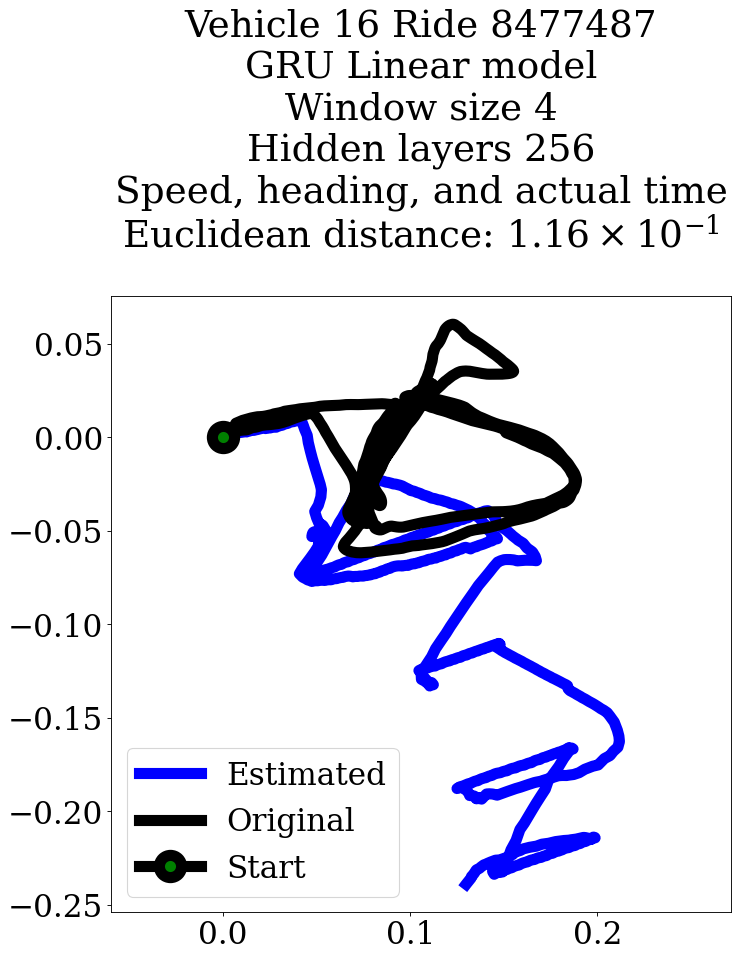 Vehicle 16 Ride 8477487
GRU Linear model
Window size 4
Hidden layers 256
Speed, heading, and actual time
Euclidean distance: 1.16 × 10⁻¹
0.05
0.00
−0.05
−0.10
−0.15
−0.20
−0.25
Estimated
Original
Start
0.0 0.1 0.2